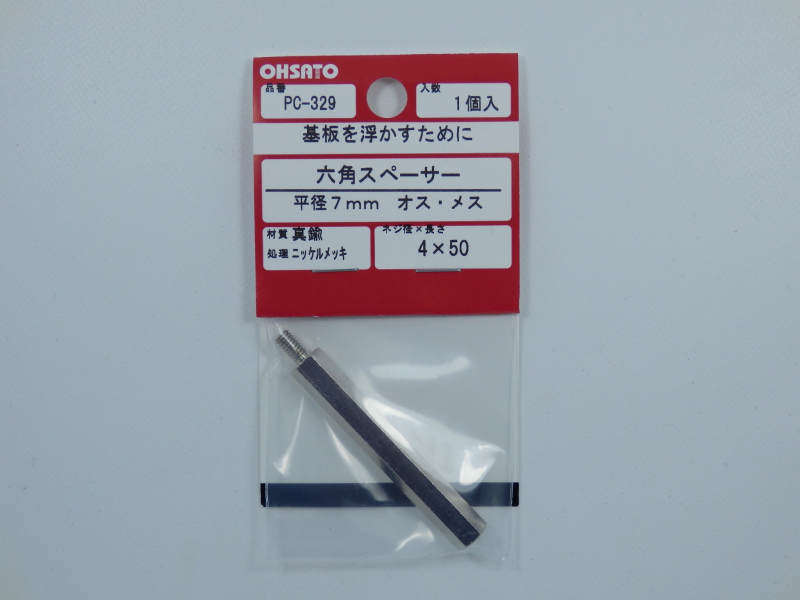 OHSATO
品番
PC-329
入数
1個入
基板を浮かすために
六角スペーサー
平径7mm オス・メス
材質 真鍮
処理 ニッケルメッキ
ネジ径×長さ
4×50